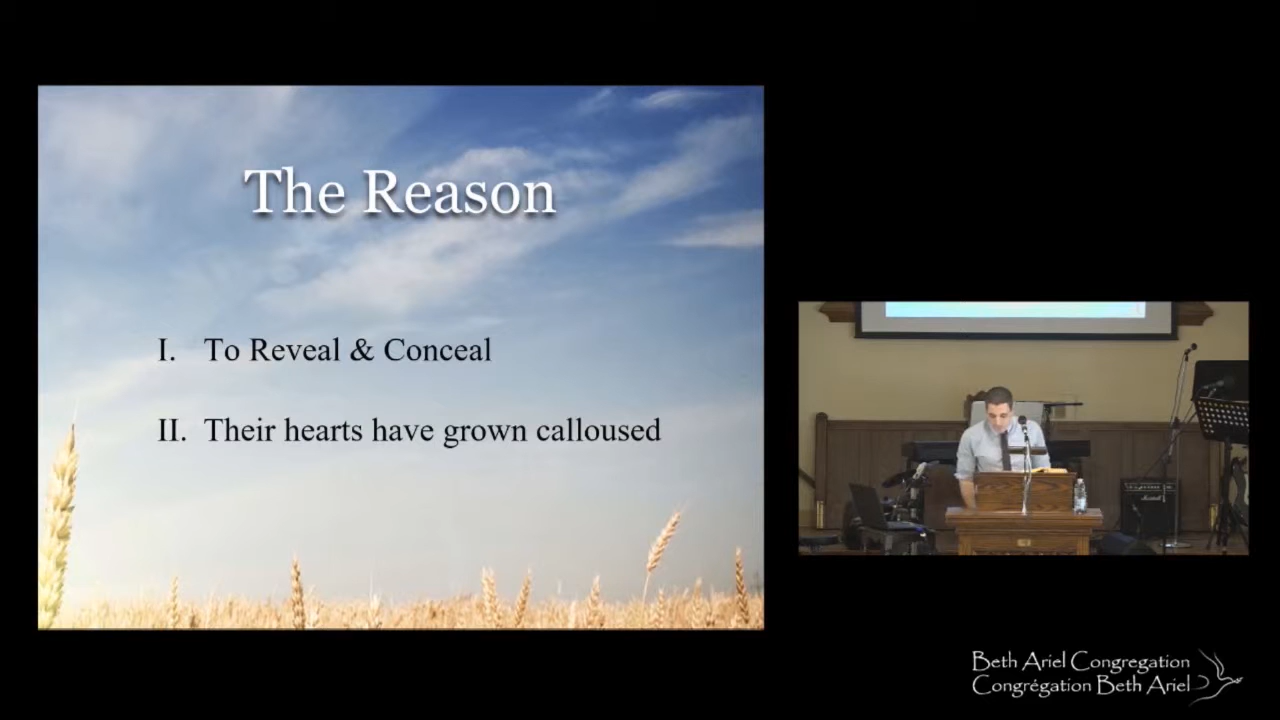 The Reason
I. To Reveal & Conceal
II. Their hearts have grown calloused
Beth Ariel Congregation
Congrégation Beth Ariel